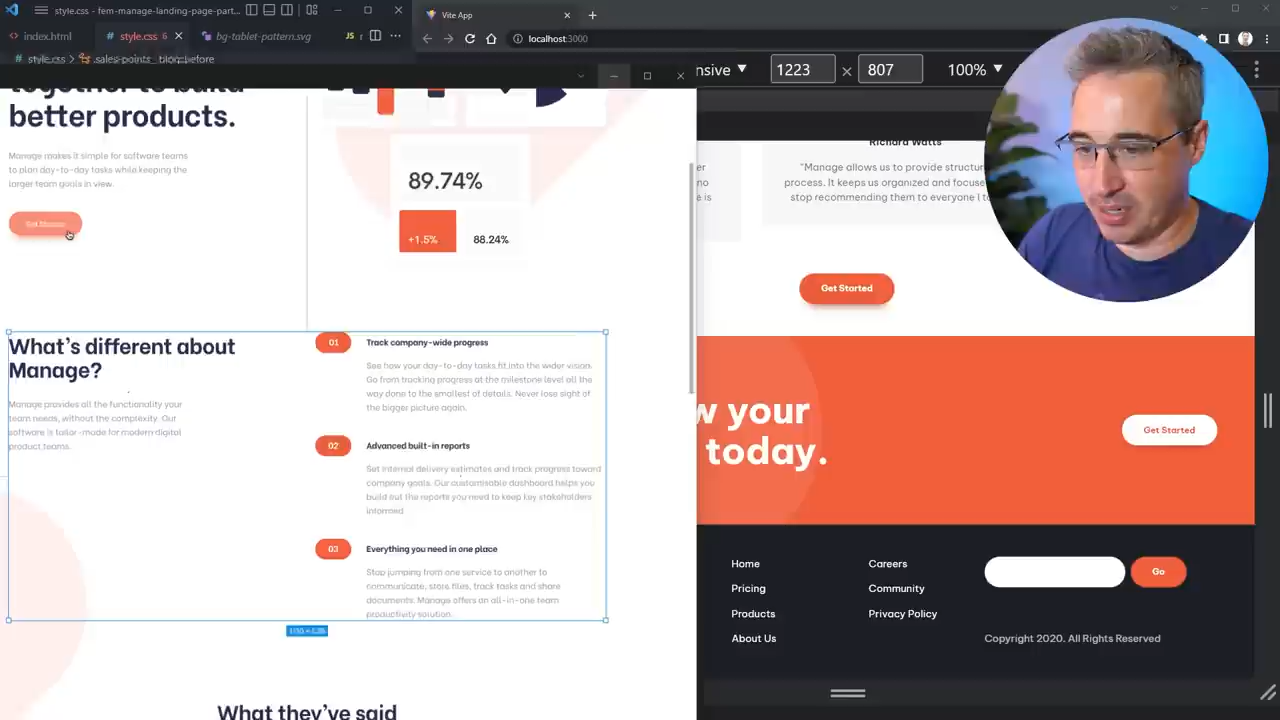 style.css - fem-manage-landing-page-part...
Vite App
index.html
style.css 6
bg-tablet-pattern.svg
localhost:3000
style.css > .sales-points__bloc::before
nsive
1223
×
807
100%
together to build
better products.
Manage makes it simple for software teams
to plan day-to-day tasks while keeping the
larger team goals in view.
Get Started
89.74%
+1.5%
88.24%
What's different about
Manage?
Manage provides all the functionality your
team needs, without the complexity. Our
software is tailor-made for modern digital
product teams.
01
Track company-wide progress
See how your day-to-day tasks fit into the wider vision.
Go from tracking progress at the milestone level all the
way done to the smallest of details. Never lose sight of
the bigger picture again.
02
Advanced built-in reports
Set internal delivery estimates and track progress toward
company goals. Our customisable dashboard helps you
build out the reports you need to keep key stakeholders
informed
03
Everything you need in one place
Stop jumping from one service to another to
communicate, store files, track tasks and share
documents. Manage offers an all-in-one team
productivity solution.
What they've said
Richard Watts
"Manage allows us to provide structur
process. It keeps us organized and focuse
stop recommending them to everyone I t
er
no
e is
Get Started
w your
today.
Get Started
Home
Pricing
Products
About Us
Careers
Community
Privacy Policy
Go
Copyright 2020. All Rights Reserved